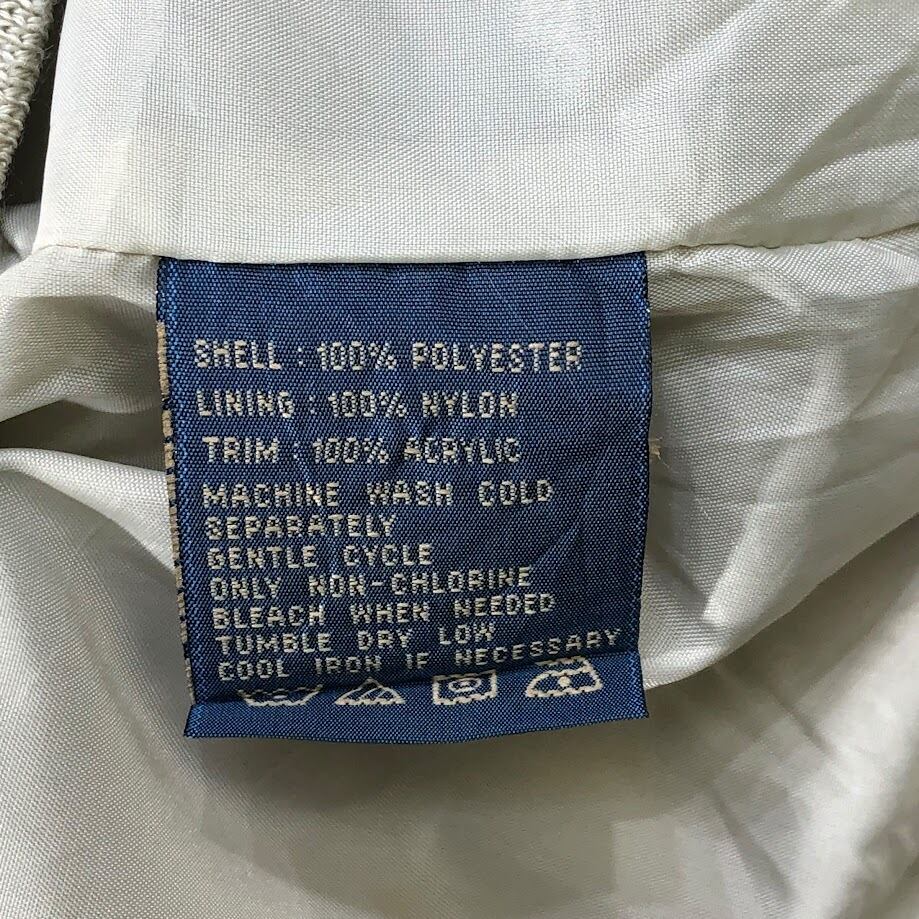 SHELL : 100% POLYESTER
LINING : 100% NYLON
TRIM : 100% ACRYLIC
MACHINE WASH COLD
SEPARATELY
GENTLE CYCLE
ONLY NON-CHLORINE
BLEACH WHEN NEEDED
TUMBLE DRY LOW
COOL IRON IF NECESSARY